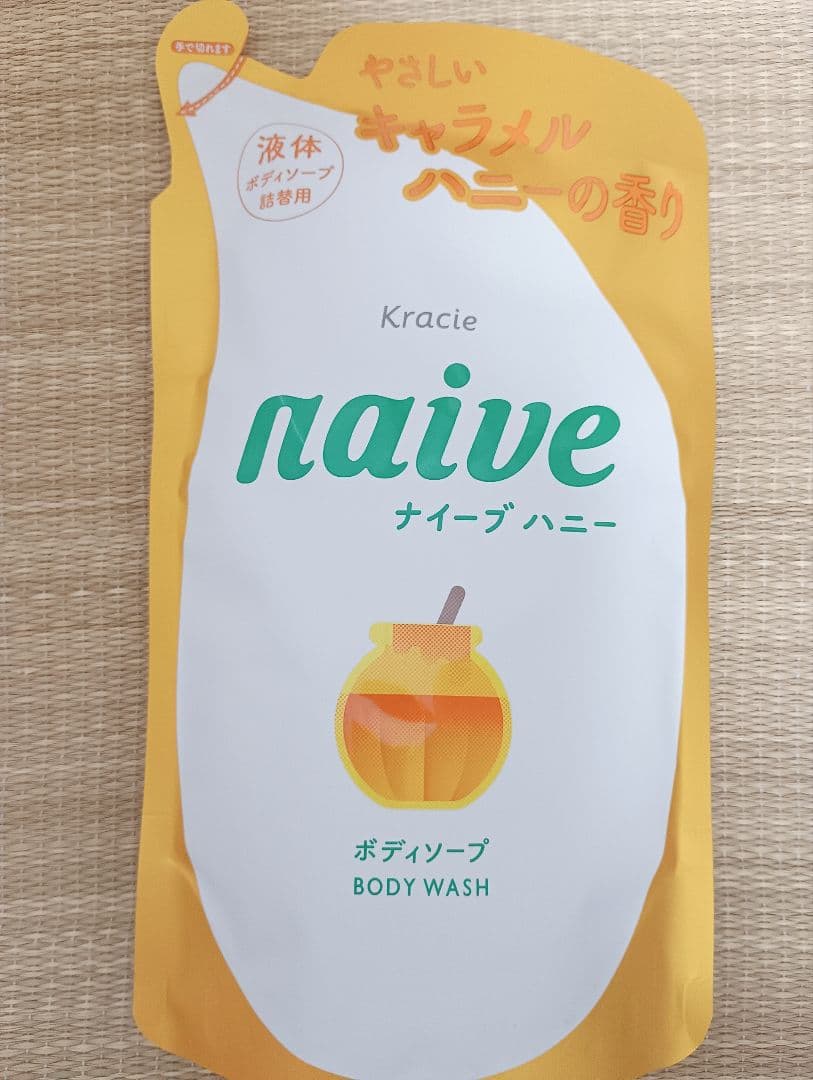 手で切れます
やさしい
キャラメル
ハニーの香り
液体
ボディソープ
詰替用
Kracie
naive
ナイーブ ハニー
ボディソープ
BODY WASH